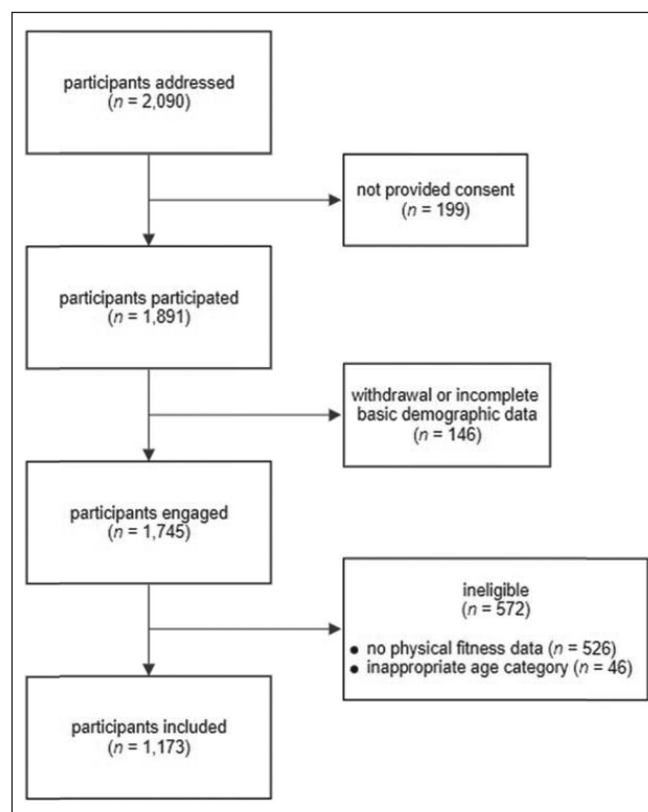 participants addressed
(n = 2,090)
not provided consent
(n = 199)
participants participated
(n = 1,891)
withdrawal or incomplete
basic demographic data
(n = 146)
participants engaged
(n = 1,745)
ineligible
(n = 572)
● no physical fitness data (n = 526)
● inappropriate age category (n = 46)
participants included
(n = 1,173)